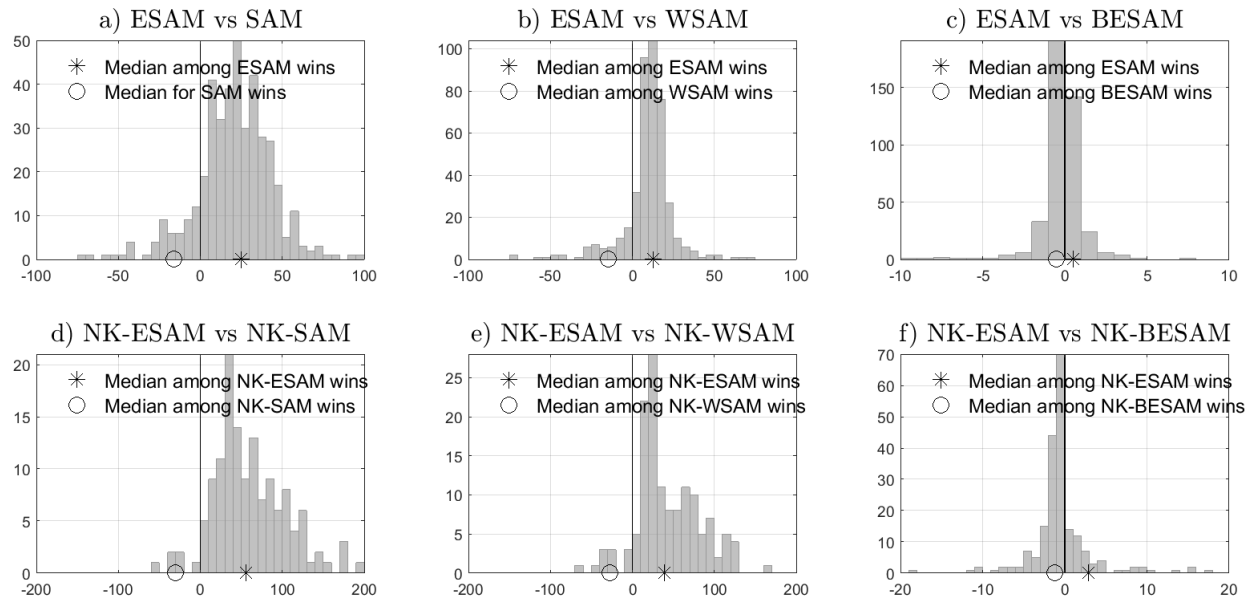 a) ESAM vs SAM
50
40
30
20
10
0
-100 -50 0 50 100
Median among ESAM wins
Median for SAM wins
b) ESAM vs WSAM
100
80
60
40
20
0
-100 -50 0 50 100
Median among ESAM wins
Median among WSAM wins
c) ESAM vs BESAM
150
100
50
0
-10 -5 0 5 10
Median among ESAM wins
Median among BESAM wins
d) NK-ESAM vs NK-SAM
20
15
10
5
0
-200 -100 0 100 200
Median among NK-ESAM wins
Median among NK-SAM wins
e) NK-ESAM vs NK-WSAM
25
20
15
10
5
0
-200 -100 0 100 200
Median among NK-ESAM wins
Median among NK-WSAM wins
f) NK-ESAM vs NK-BESAM
70
60
50
40
30
20
10
0
-20 -10 0 10 20
Median among NK-ESAM wins
Median among NK-BESAM wins